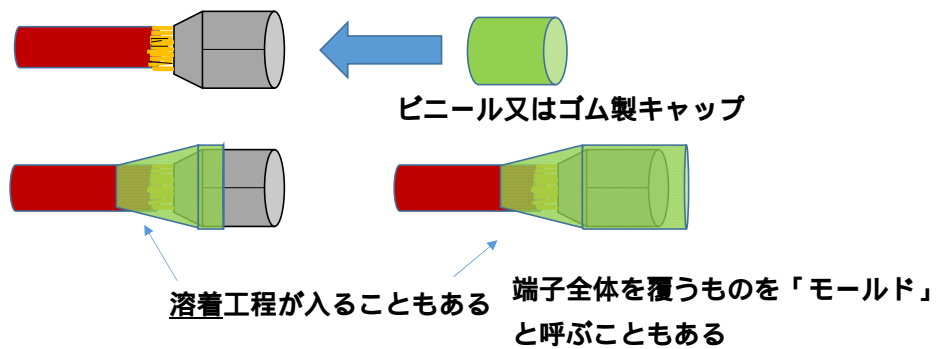 ビニール又はゴム製キャップ
溶着工程が入ることもある
端子全体を覆うものを「モールド」
と呼ぶこともある